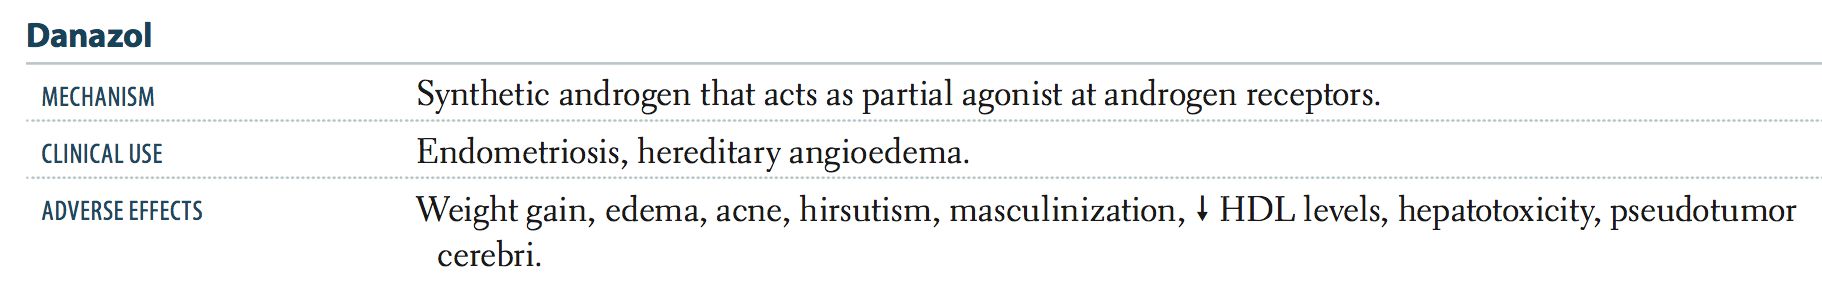 Danazol
MECHANISM Synthetic androgen that acts as partial agonist at androgen receptors.
CLINICAL USE Endometriosis, hereditary angioedema.
ADVERSE EFFECTS Weight gain, edema, acne, hirsutism, masculinization, ↓ HDL levels, hepatotoxicity, pseudotumor
cerebri.